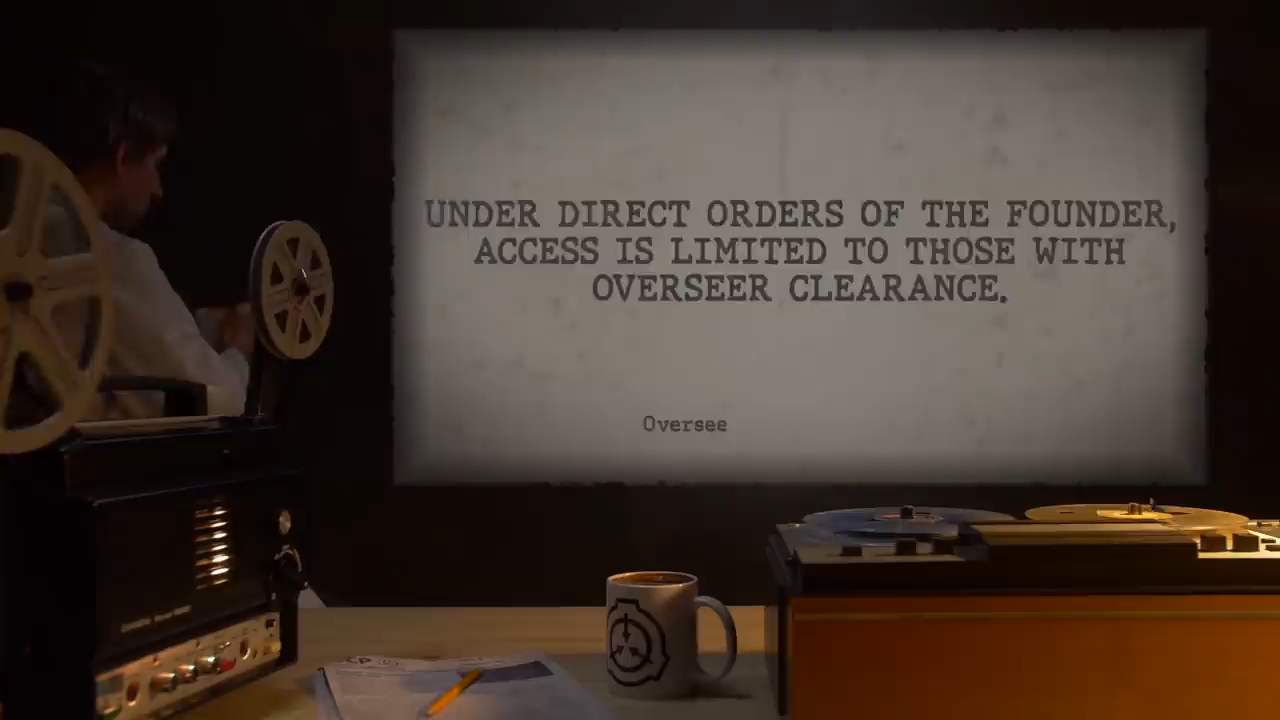 UNDER DIRECT ORDERS OF THE FOUNDER,
ACCESS IS LIMITED TO THOSE WITH
OVERSEER CLEARANCE.
Oversee